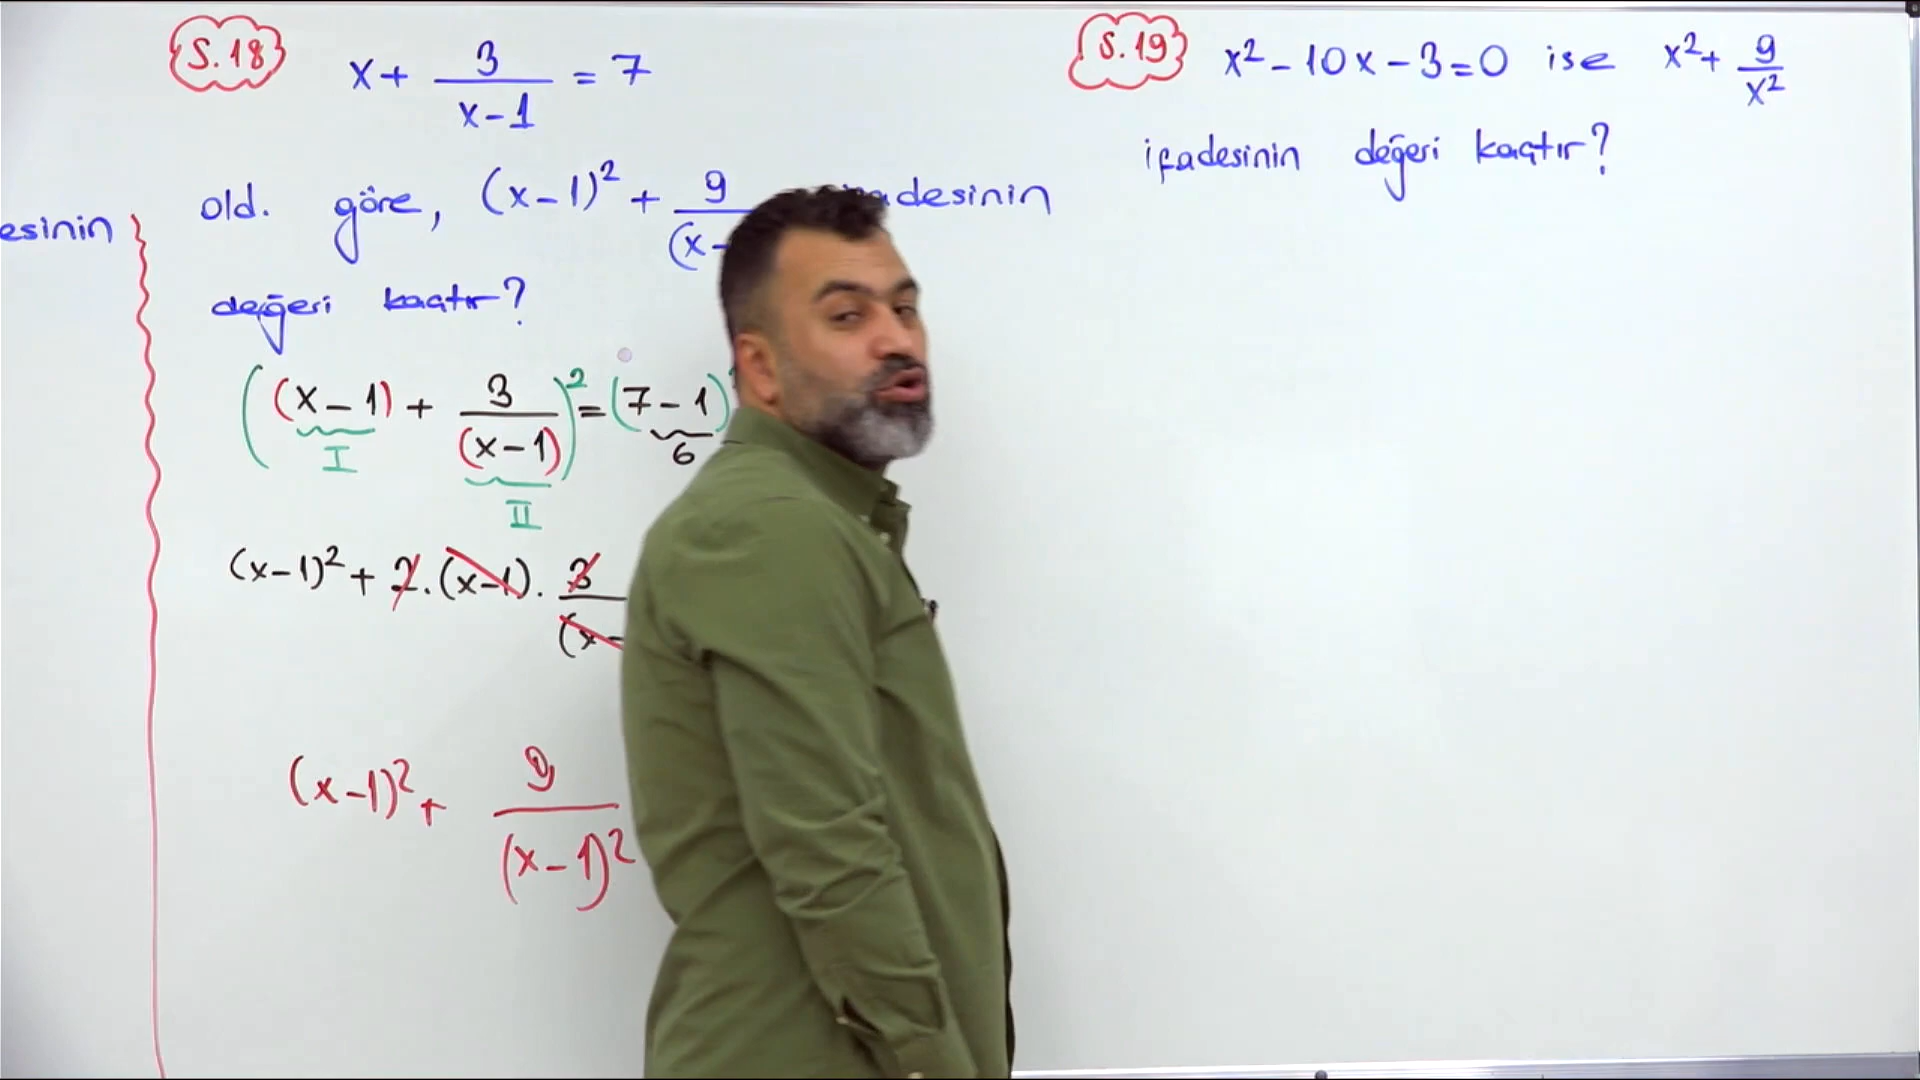 esinin
S.18
x + 3/(x-1) = 7
old. göre, (x-1)² + 9/(x- adesinin
değeri kaçtır?
((x-1) + 3/(x-1))² = (7-1)
I II 6
(x-1)² + 2.(x-1). 3/(x-
(x-1)² + 9/(x-1)²
S.19
x² - 10x - 3 = 0 ise x² + 9/x²
ifadesinin değeri kaçtır?